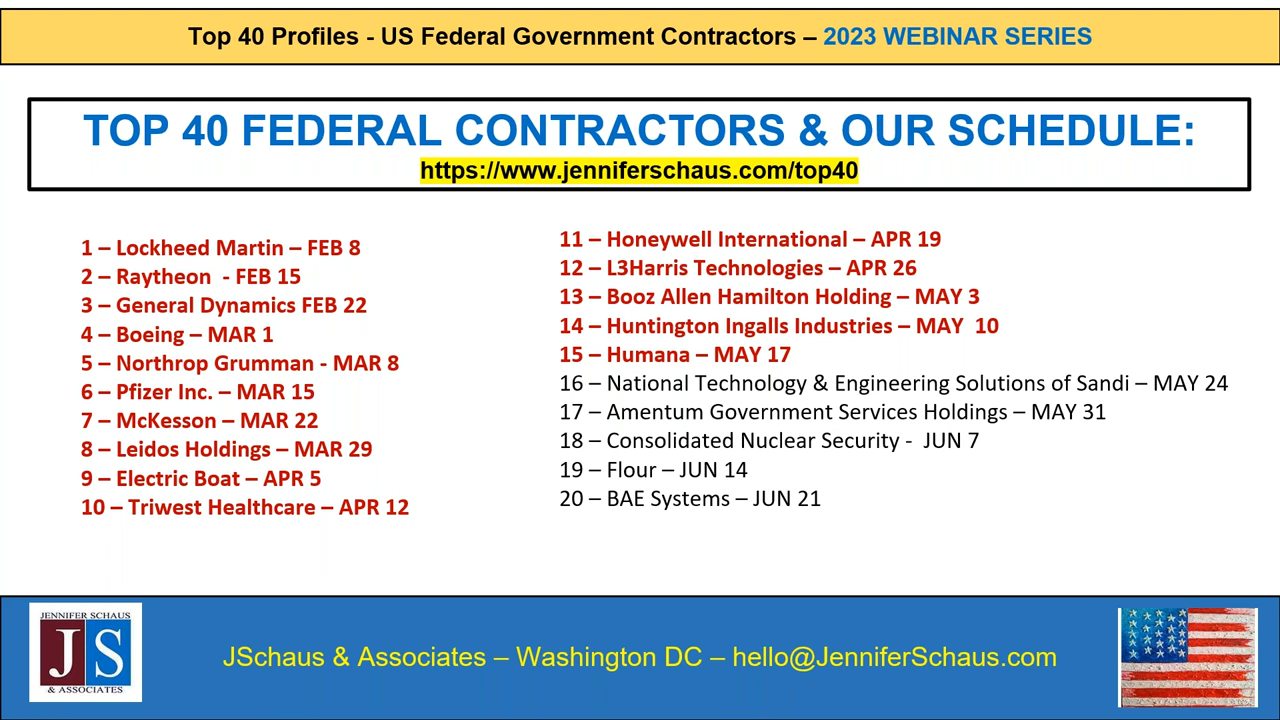 Top 40 Profiles - US Federal Government Contractors – 2023 WEBINAR SERIES
TOP 40 FEDERAL CONTRACTORS & OUR SCHEDULE:
https://www.jenniferschaus.com/top40
1 – Lockheed Martin – FEB 8
2 – Raytheon - FEB 15
3 – General Dynamics FEB 22
4 – Boeing – MAR 1
5 – Northrop Grumman - MAR 8
6 – Pfizer Inc. – MAR 15
7 – McKesson – MAR 22
8 – Leidos Holdings – MAR 29
9 – Electric Boat – APR 5
10 – Triwest Healthcare – APR 12
11 – Honeywell International – APR 19
12 – L3Harris Technologies – APR 26
13 – Booz Allen Hamilton Holding – MAY 3
14 – Huntington Ingalls Industries – MAY 10
15 – Humana – MAY 17
16 – National Technology & Engineering Solutions of Sandi – MAY 24
17 – Amentum Government Services Holdings – MAY 31
18 – Consolidated Nuclear Security - JUN 7
19 – Flour – JUN 14
20 – BAE Systems – JUN 21
JENNIFER SCHAUS
JS
& ASSOCIATES
JSchaus & Associates – Washington DC – hello@JenniferSchaus.com